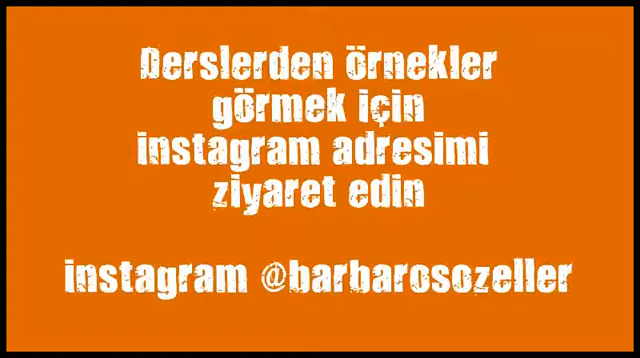 Derslerden örnekler
görmek için
instagram adresimi
ziyaret edin
instagram @barbarosozeller